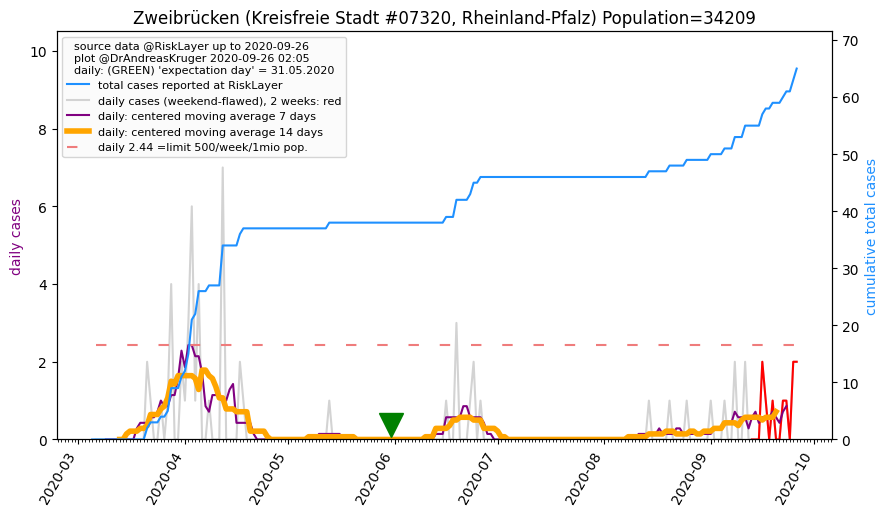 Zweibrücken (Kreisfreie Stadt #07320, Rheinland-Pfalz) Population=34209
source data @RiskLayer up to 2020-09-26
plot @DrAndreasKruger 2020-09-26 02:05
daily: (GREEN) 'expectation day' = 31.05.2020
total cases reported at RiskLayer
daily cases (weekend-flawed), 2 weeks: red
daily: centered moving average 7 days
daily: centered moving average 14 days
daily 2.44 =limit 500/week/1mio pop.
daily cases
10
8
6
4
2
0
cumulative total cases
70
60
50
40
30
20
10
0
2020-03
2020-04
2020-05
2020-06
2020-07
2020-08
2020-09
2020-10